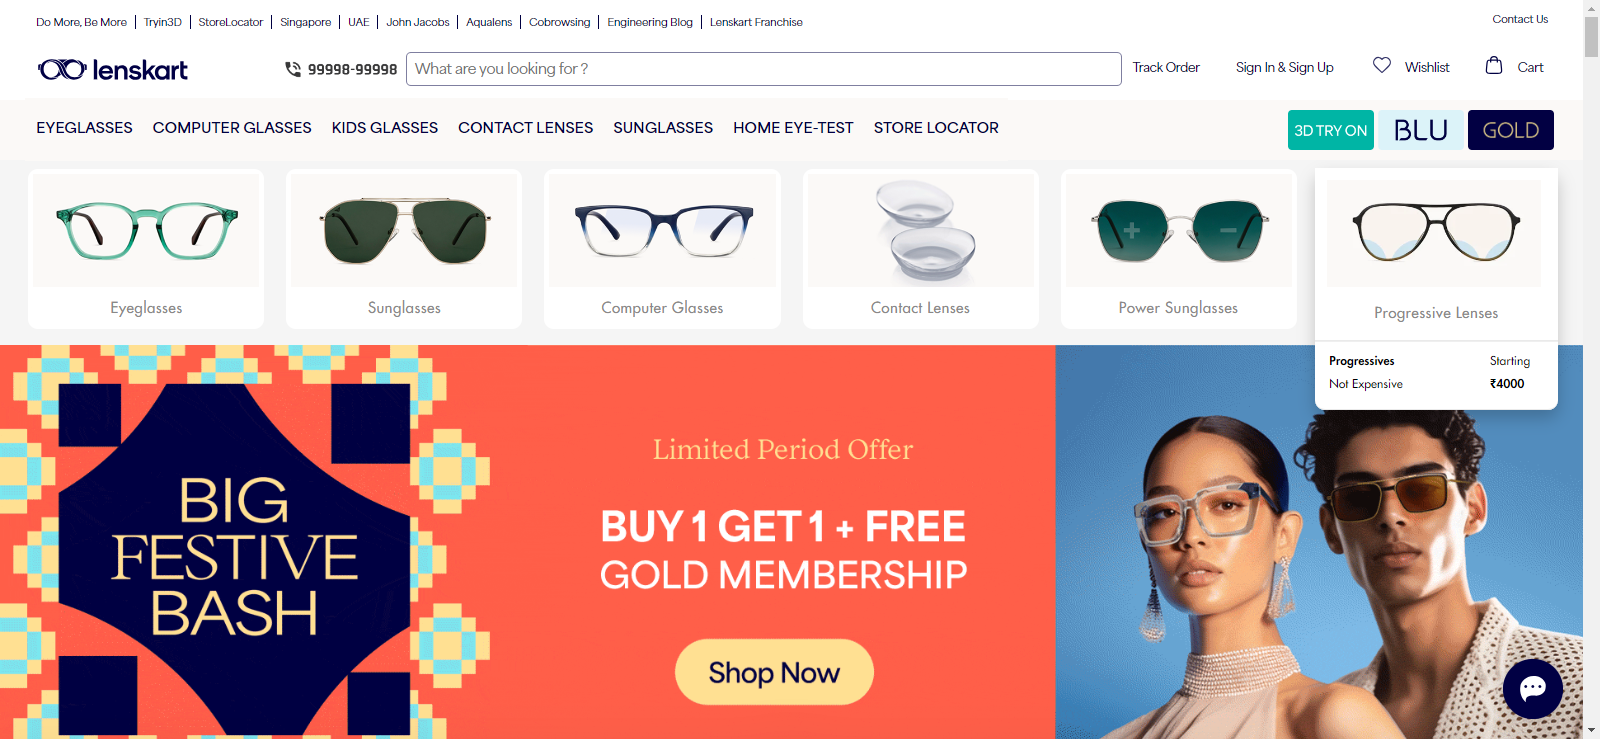 Do More, Be More | Tryin3D | StoreLocator | Singapore | UAE | John Jacobs | Aqualens | Cobrowsing | Engineering Blog | Lenskart Franchise
Contact Us
lenskart
99998-99998
What are you looking for ?
Track Order
Sign In & Sign Up
Wishlist
Cart
EYEGLASSES
COMPUTER GLASSES
KIDS GLASSES
CONTACT LENSES
SUNGLASSES
HOME EYE-TEST
STORE LOCATOR
3D TRY ON
BLU
GOLD
Eyeglasses
Sunglasses
Computer Glasses
Contact Lenses
Power Sunglasses
Progressive Lenses
Progressives
Starting
Not Expensive
₹4000
BIG
FESTIVE
BASH
Limited Period Offer
BUY 1 GET 1 + FREE
GOLD MEMBERSHIP
Shop Now